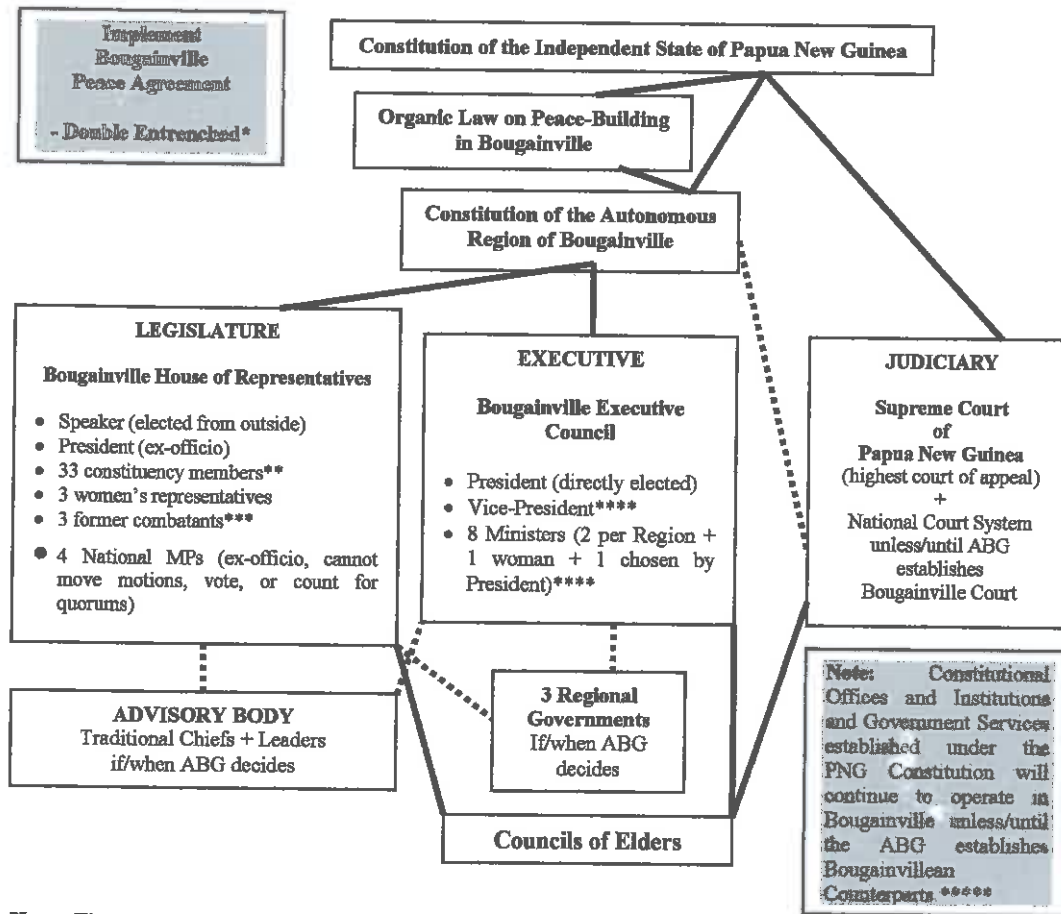 Implement
Bougainville
Peace Agreement
- Double Entrenched*
Constitution of the Independent State of Papua New Guinea
Organic Law on Peace-Building
in Bougainville
Constitution of the Autonomous
Region of Bougainville
LEGISLATURE
Bougainville House of Representatives
• Speaker (elected from outside)
• President (ex-officio)
• 33 constituency members**
• 3 women's representatives
• 3 former combatants***
• 4 National MPs (ex-officio, cannot
move motions, vote, or count for
quorums)
EXECUTIVE
Bougainville Executive
Council
• President (directly elected)
• Vice-President****
• 8 Ministers (2 per Region +
1 woman + 1 chosen by
President)****
JUDICIARY
Supreme Court
of
Papua New Guinea
(highest court of appeal)
+
National Court System
unless/until ABG
establishes
Bougainville Court
ADVISORY BODY
Traditional Chiefs + Leaders
if/when ABG decides
3 Regional
Governments
If/when ABG
decides
Councils of Elders
Note: Constitutional
Offices and Institutions
and Government Services
established under the
PNG Constitution will
continue to operate in
Bougainville unless/until
the ABG establishes
Bougainvillean
Counterparts *****